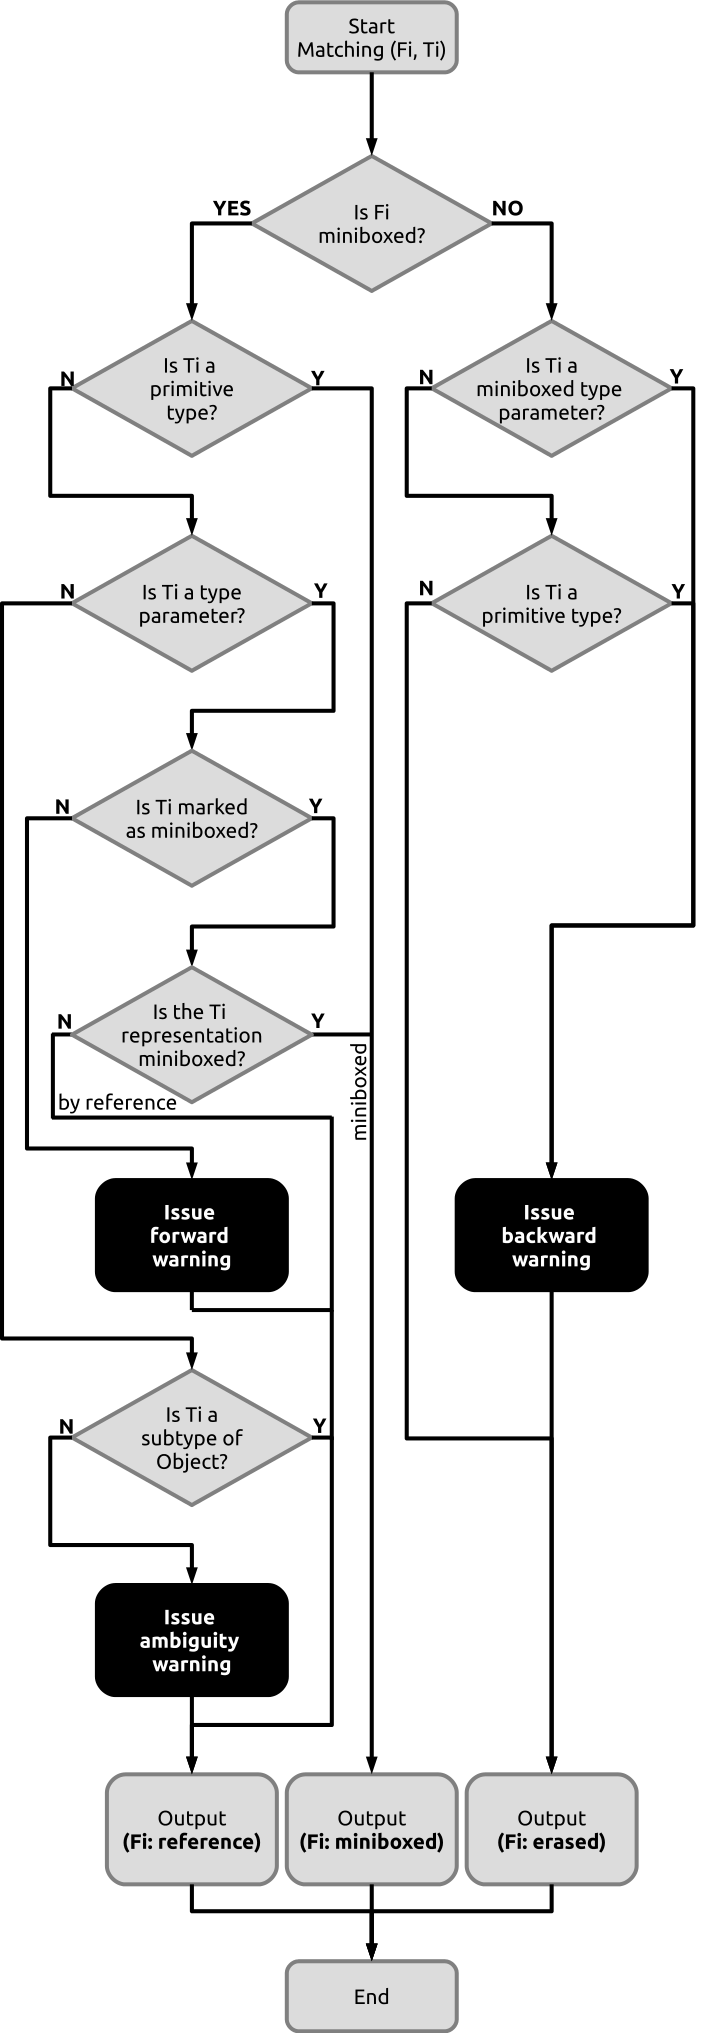 Start
Matching (Fi, Ti)
Is Fi
miniboxed?
YES
NO
Is Ti a
primitive
type?
N
Y
Is Ti a
miniboxed type
parameter?
N
Y
Is Ti a type
parameter?
N
Y
Is Ti a
primitive type?
N
Y
Is Ti marked
as miniboxed?
N
Y
Is the Ti
representation
miniboxed?
N
Y
by reference
miniboxed
Issue
forward
warning
Issue
backward
warning
Is Ti a
subtype of
Object?
N
Y
Issue
ambiguity
warning
Output
(Fi: reference)
Output
(Fi: miniboxed)
Output
(Fi: erased)
End